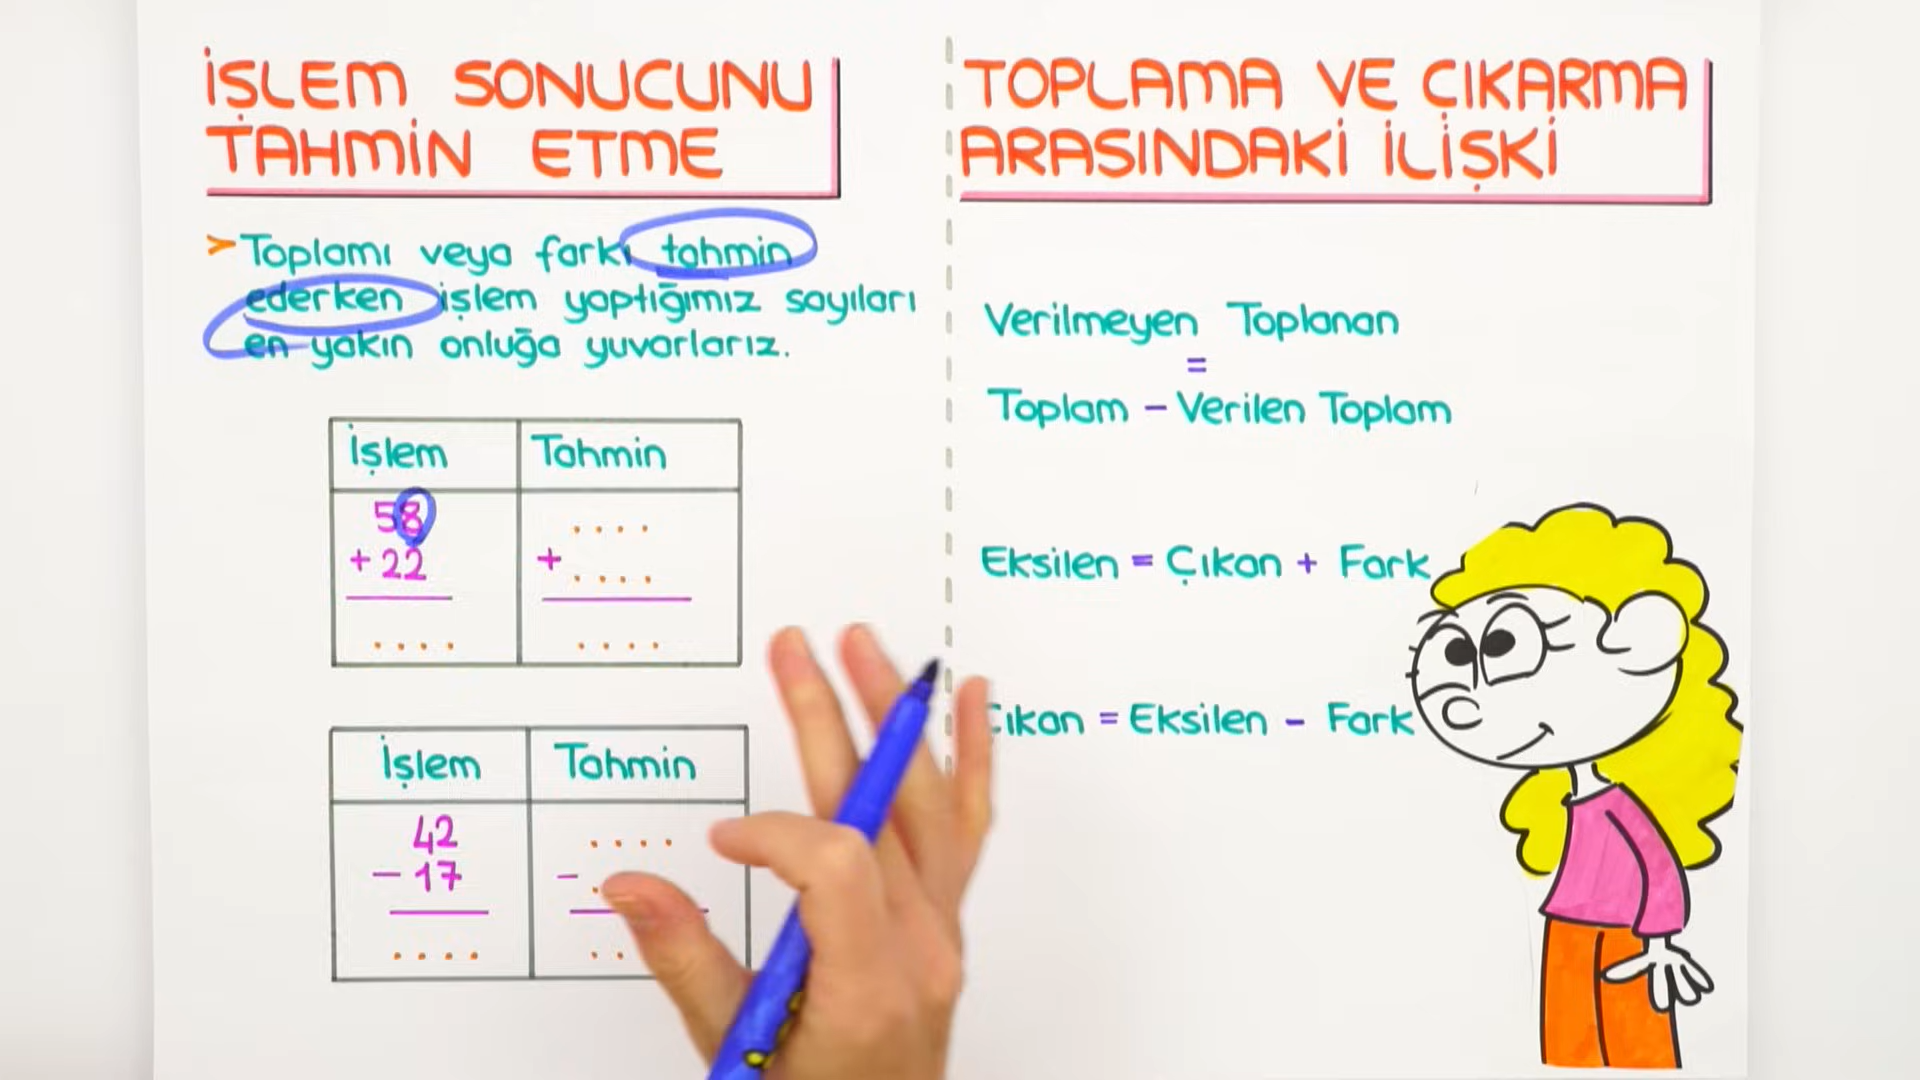 İŞLEM SONUCUNU
TAHMİN ETME
➤ Toplamı veya farkı tahmin
ederken işlem yaptığımız sayıları
en yakın onluğa yuvarlarız.
İşlem Tahmin
58
+ 22
....
....
+ ....
....
İşlem Tahmin
42
- 17
....
....
- .
..
TOPLAMA VE ÇIKARMA
ARASINDAKİ İLİŞKİ
Verilmeyen Toplanan
=
Toplam - Verilen Toplam
Eksilen = Çıkan + Fark
Çıkan = Eksilen - Fark